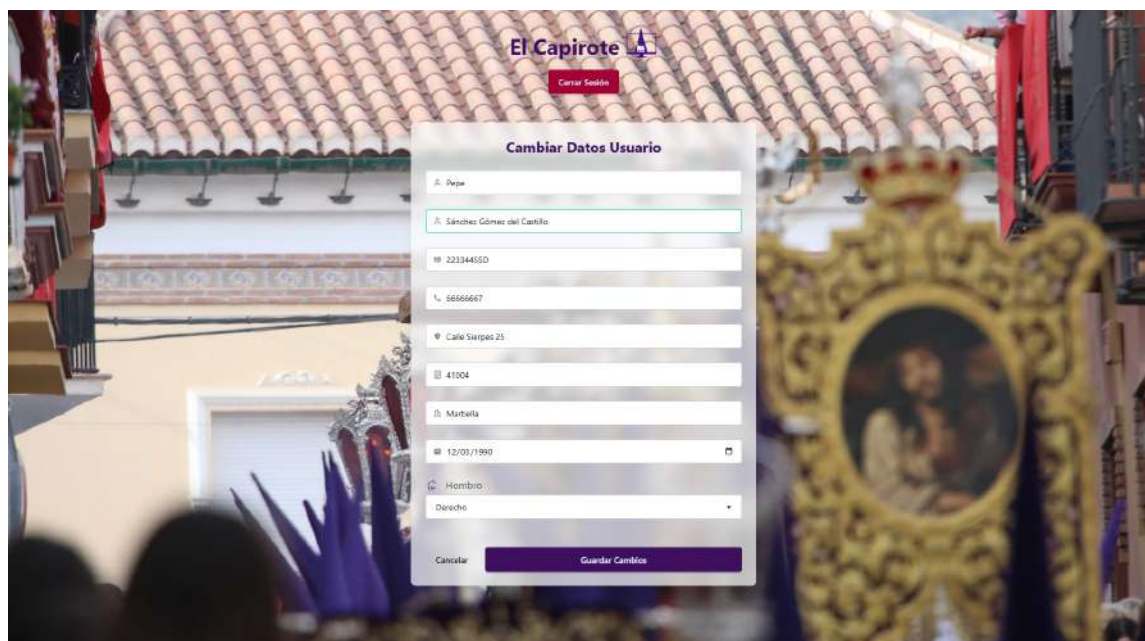 El Capirote
Cerrar Sesión
Cambiar Datos Usuario
Pepe
Sánchez Gómez del Castillo
22334455D
66666667
Calle Sierpes 25
41004
Marbella
12/03/1990
Hombro
Derecho
Cancelar
Guardar Cambios